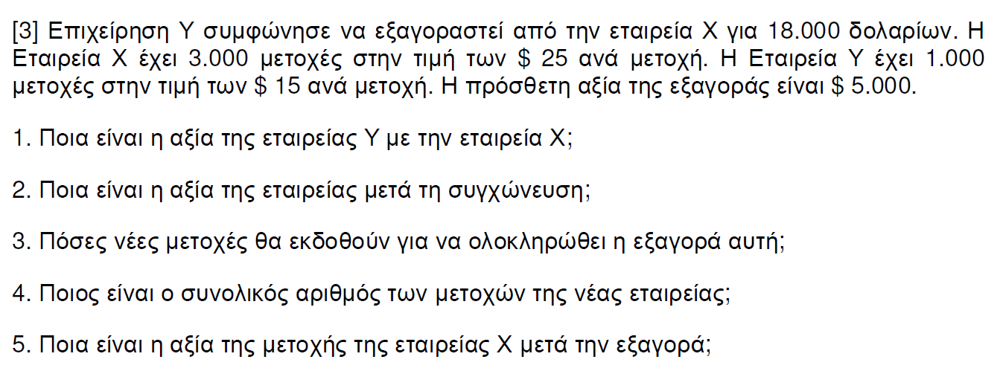 [3] Επιχείρηση Υ συμφώνησε να εξαγοραστεί από την εταιρεία Χ για 18.000 δολαρίων. Η
Εταιρεία Χ έχει 3.000 μετοχές στην τιμή των $ 25 ανά μετοχή. Η Εταιρεία Υ έχει 1.000
μετοχές στην τιμή των $ 15 ανά μετοχή. Η πρόσθετη αξία της εξαγοράς είναι $ 5.000.
1. Ποια είναι η αξία της εταιρείας Υ με την εταιρεία Χ;
2. Ποια είναι η αξία της εταιρείας μετά τη συγχώνευση;
3. Πόσες νέες μετοχές θα εκδοθούν για να ολοκληρώθει η εξαγορά αυτή;
4. Ποιος είναι ο συνολικός αριθμός των μετοχών της νέας εταιρείας;
5. Ποια είναι η αξία της μετοχής της εταιρείας Χ μετά την εξαγορά;